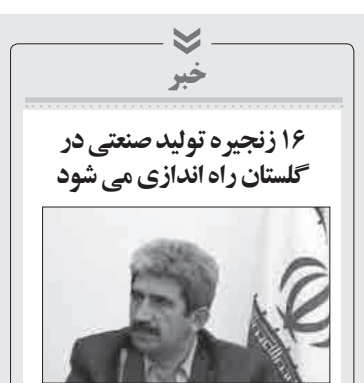 خبر
۱۶ زنجیره تولید صنعتی در
گلستان راه اندازی می شود